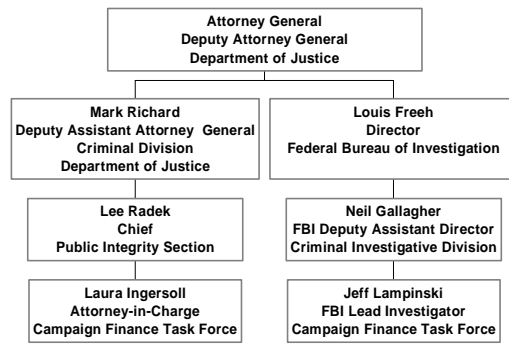 Attorney General
Deputy Attorney General
Department of Justice
Mark Richard
Deputy Assistant Attorney General
Criminal Division
Department of Justice
Louis Freeh
Director
Federal Bureau of Investigation
Lee Radek
Chief
Public Integrity Section
Neil Gallagher
FBI Deputy Assistant Director
Criminal Investigative Division
Laura Ingersoll
Attorney-in-Charge
Campaign Finance Task Force
Jeff Lampinski
FBI Lead Investigator
Campaign Finance Task Force